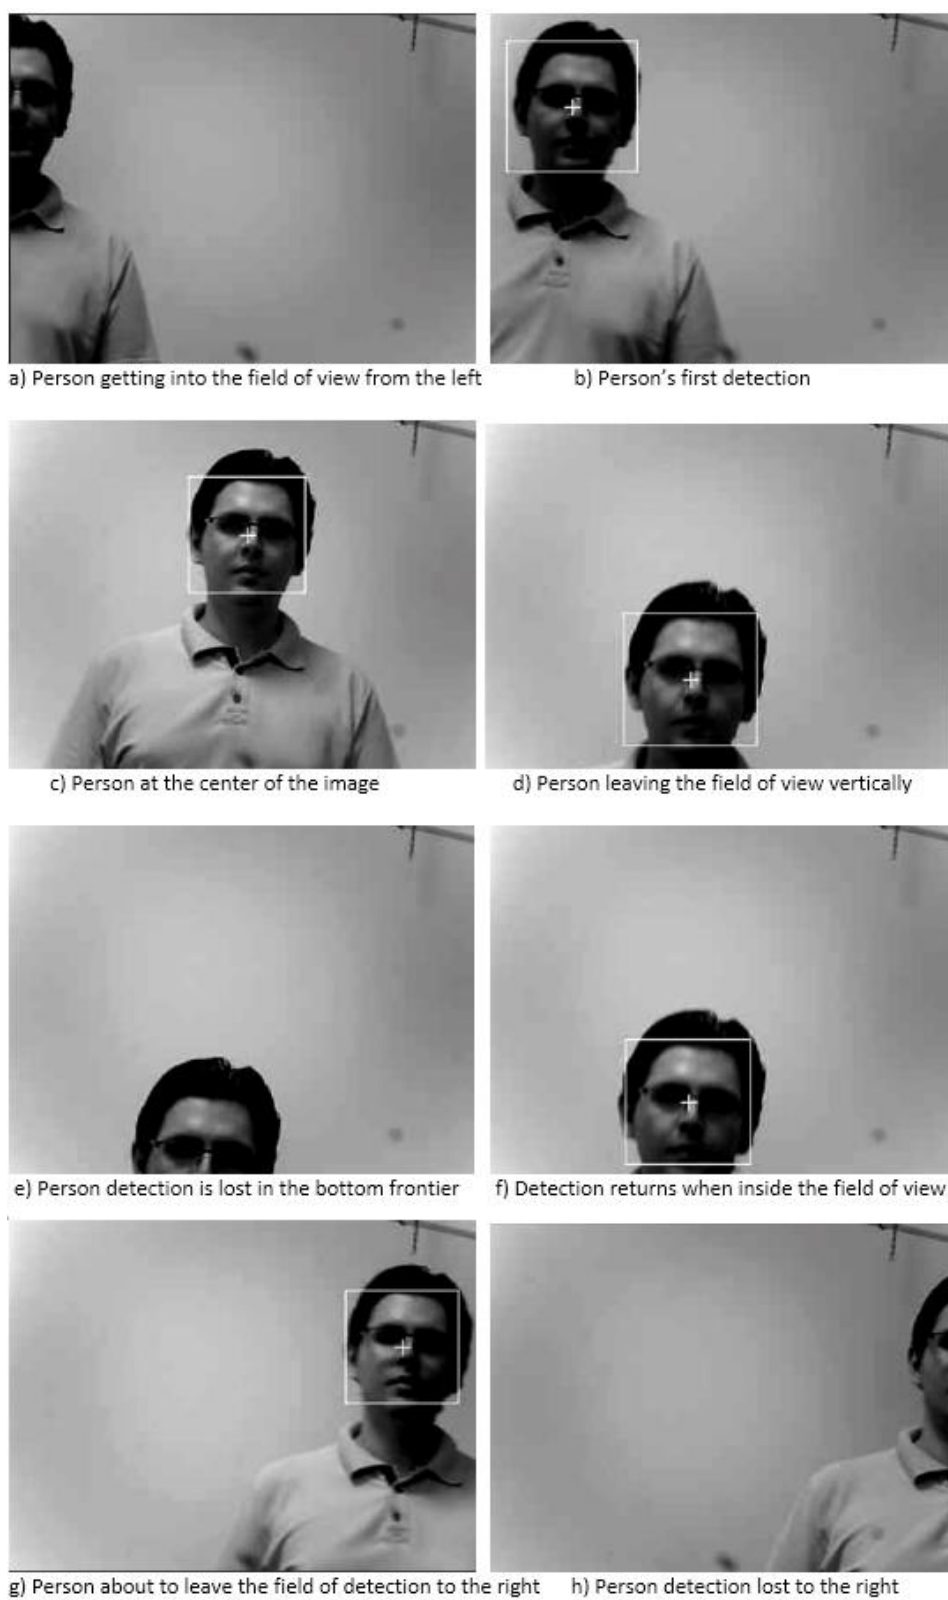 a) Person getting into the field of view from the left
b) Person's first detection
c) Person at the center of the image
d) Person leaving the field of view vertically
e) Person detection is lost in the bottom frontier
f) Detection returns when inside the field of view
g) Person about to leave the field of detection to the right
h) Person detection lost to the right